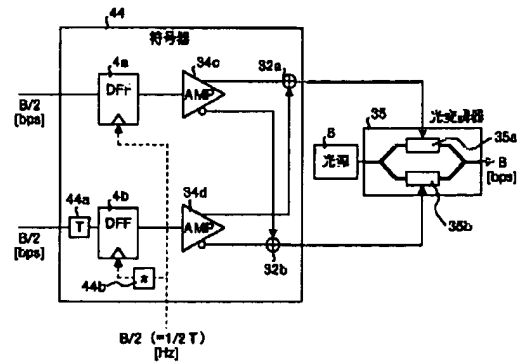 44
符号器
4a
DFF
34c
AMP
32a
B/2
[bps]
光変調器
35
35a
8
光源
B
[bps]
44a
T
4b
DFF
34d
AMP
35b
B/2
[bps]
44b
π
32b
B/2 (=1/2T)
[Hz]